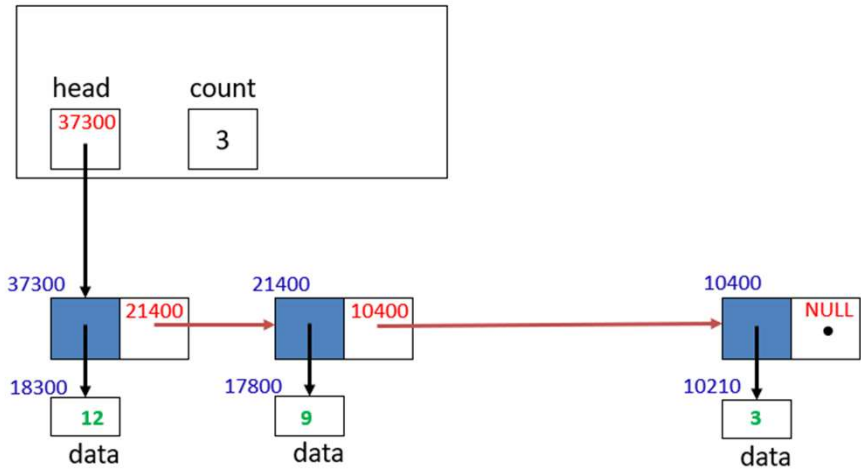 head count
37300 3
37300 21400 10400
21400 10400 NULL
18300 17800 10210
12 9 3
data data data